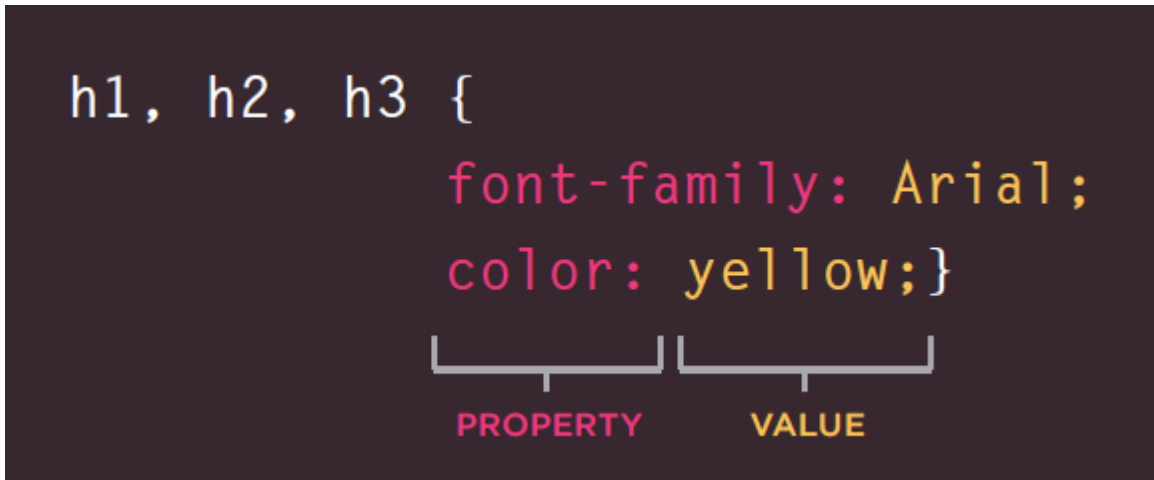 h1, h2, h3 {
font-family: Arial;
color: yellow;}
PROPERTY VALUE